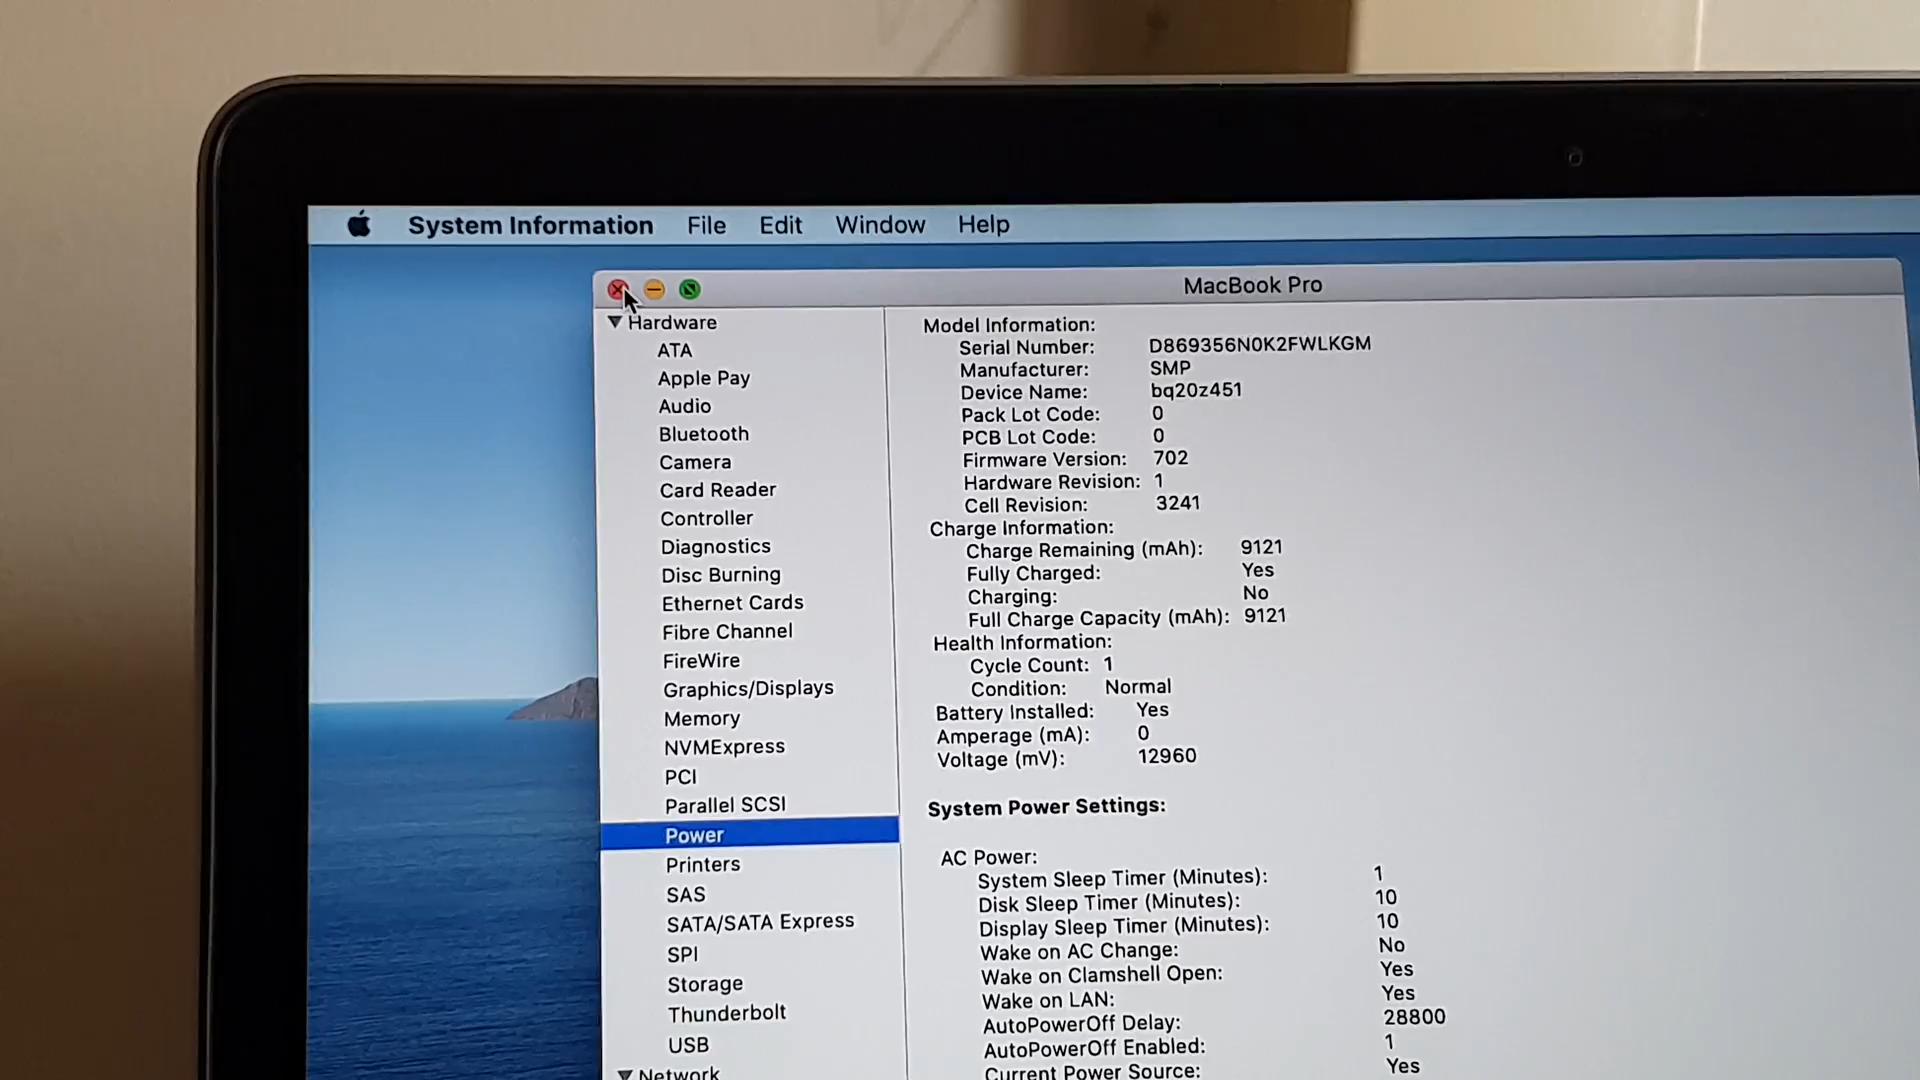 System Information File Edit Window Help
MacBook Pro
Hardware
ATA
Apple Pay
Audio
Bluetooth
Camera
Card Reader
Controller
Diagnostics
Disc Burning
Ethernet Cards
Fibre Channel
FireWire
Graphics/Displays
Memory
NVMExpress
PCI
Parallel SCSI
Power
Printers
SAS
SATA/SATA Express
SPI
Storage
Thunderbolt
USB
Network
Model Information:
Serial Number: D869356N0K2FWLKGM
Manufacturer: SMP
Device Name: bq20z451
Pack Lot Code: 0
PCB Lot Code: 0
Firmware Version: 702
Hardware Revision: 1
Cell Revision: 3241
Charge Information:
Charge Remaining (mAh): 9121
Fully Charged: Yes
Charging: No
Full Charge Capacity (mAh): 9121
Health Information:
Cycle Count: 1
Condition: Normal
Battery Installed: Yes
Amperage (mA): 0
Voltage (mV): 12960
System Power Settings:
AC Power:
System Sleep Timer (Minutes): 1
Disk Sleep Timer (Minutes): 10
Display Sleep Timer (Minutes): 10
Wake on AC Change: No
Wake on Clamshell Open: Yes
Wake on LAN: Yes
AutoPowerOff Delay: 28800
AutoPowerOff Enabled: 1
Current Power Source: Yes